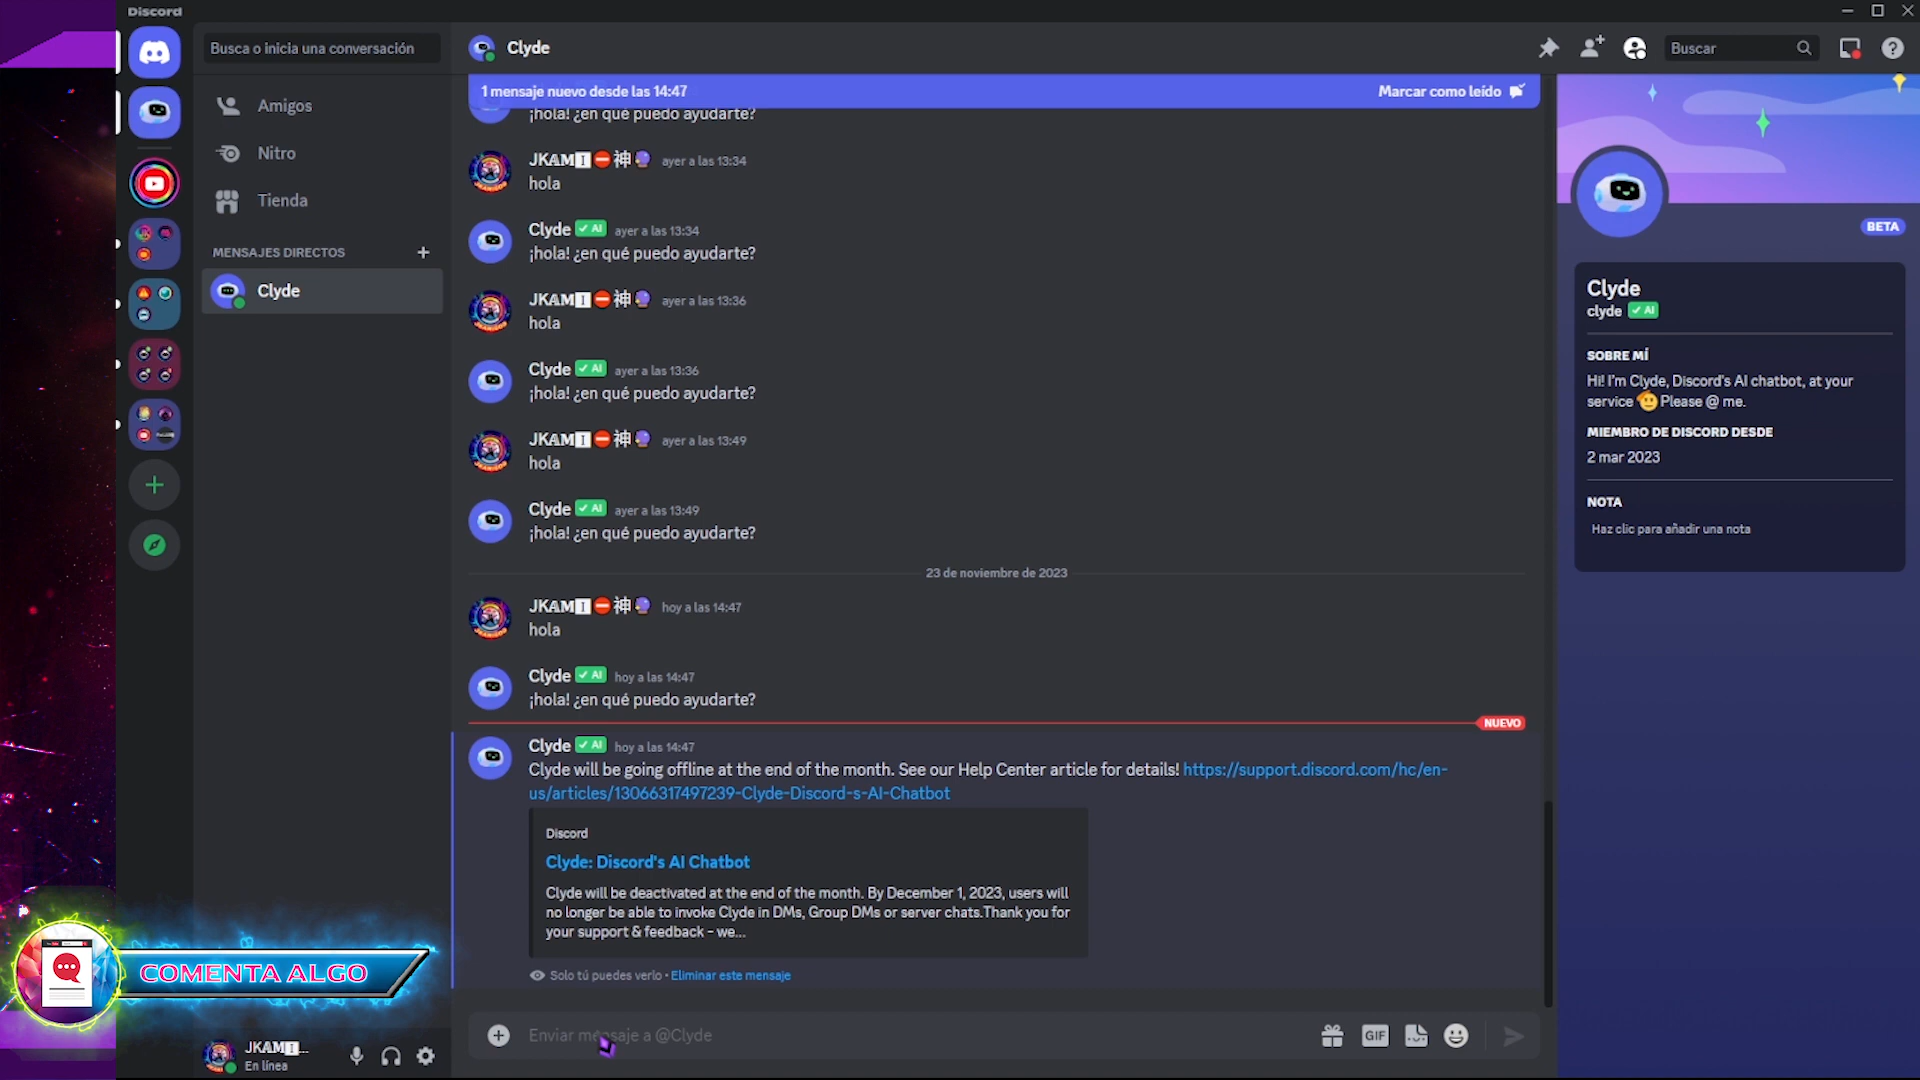 Discord
Busca o inicia una conversación
Clyde
Buscar
Amigos
Nitro
Tienda
MENSAJES DIRECTOS
Clyde
1 mensaje nuevo desde las 14:47
Marcar como leído
¡hola! ¿en qué puedo ayudarte?
JKAMI⛔神🔮 ayer a las 13:34
hola
Clyde ✓ AI ayer a las 13:34
¡hola! ¿en qué puedo ayudarte?
JKAMI⛔神🔮 ayer a las 13:36
hola
Clyde ✓ AI ayer a las 13:36
¡hola! ¿en qué puedo ayudarte?
JKAMI⛔神🔮 ayer a las 13:49
hola
Clyde ✓ AI ayer a las 13:49
¡hola! ¿en qué puedo ayudarte?
23 de noviembre de 2023
JKAMI⛔神🔮 hoy a las 14:47
hola
Clyde ✓ AI hoy a las 14:47
¡hola! ¿en qué puedo ayudarte?
NUEVO
Clyde ✓ AI hoy a las 14:47
Clyde will be going offline at the end of the month. See our Help Center article for details! https://support.discord.com/hc/en-
us/articles/13066317497239-Clyde-Discord-s-AI-Chatbot
Discord
Clyde: Discord's AI Chatbot
Clyde will be deactivated at the end of the month. By December 1, 2023, users will
no longer be able to invoke Clyde in DMs, Group DMs or server chats.Thank you for
your support & feedback - we...
Solo tú puedes verlo • Eliminar este mensaje
Enviar mensaje a @Clyde
GIF
BETA
Clyde
clyde ✓ AI
SOBRE MÍ
Hi! I'm Clyde, Discord's AI chatbot, at your
service 🫡 Please @ me.
MIEMBRO DE DISCORD DESDE
2 mar 2023
NOTA
Haz clic para añadir una nota
COMENTA ALGO
JKAMI...
En línea